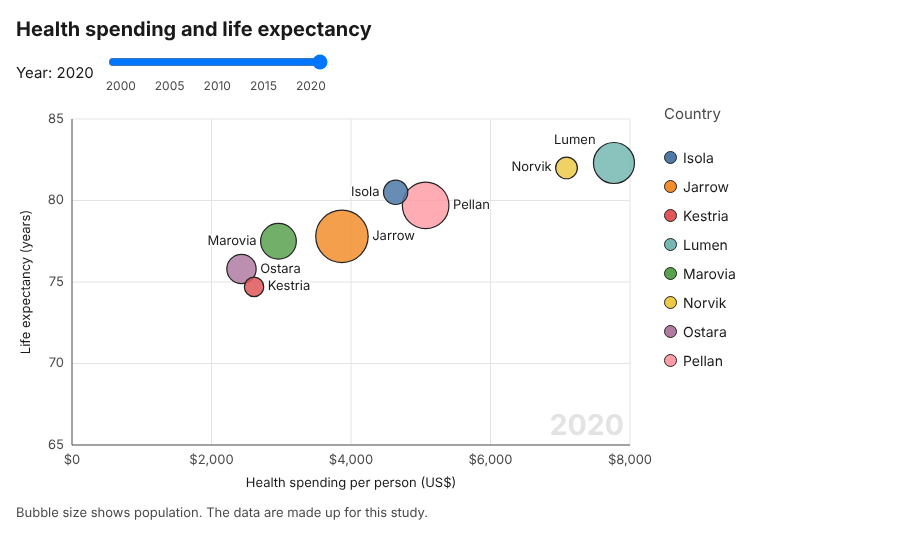 Health spending and life expectancy
Year: 2020
2000 2005 2010 2015 2020
Country
Isola
Jarrow
Kestria
Lumen
Marovia
Norvik
Ostara
Pellan
Life expectancy (years)
85
80
75
70
65
Lumen
Norvik
Isola
Pellan
Marovia
Jarrow
Ostara
Kestria
2020
$0 $2,000 $4,000 $6,000 $8,000
Health spending per person (US$)
Bubble size shows population. The data are made up for this study.